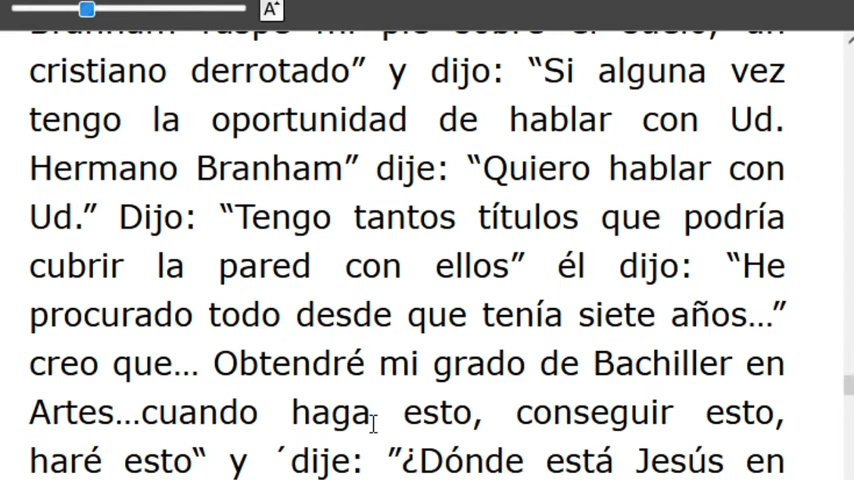 A
cristiano derrotado” y dijo: “Si alguna vez
tengo la oportunidad de hablar con Ud.
Hermano Branham” dije: “Quiero hablar con
Ud.” Dijo: “Tengo tantos títulos que podría
cubrir la pared con ellos” él dijo: “He
procurado todo desde que tenía siete años...”
creo que... Obtendré mi grado de Bachiller en
Artes...cuando haga esto, conseguir esto,
haré esto“ y ´dije: ”¿Dónde está Jesús en